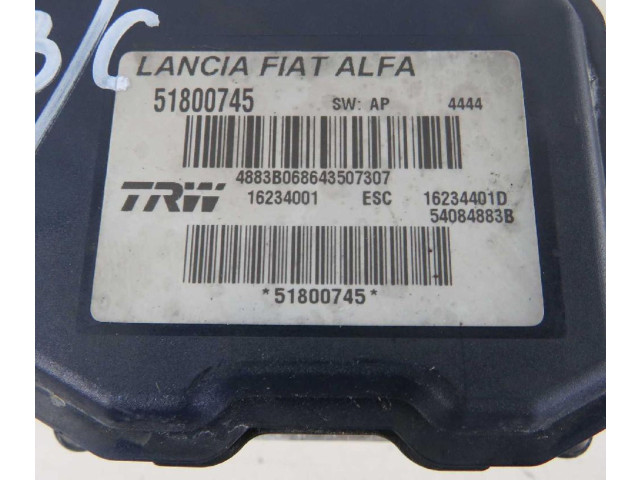 B/C
LANCIA FIAT ALFA
51800745 SW: AP 4444
4883B068643507307
TRW 16234001 ESC 16234401D
54084883B
*51800745*